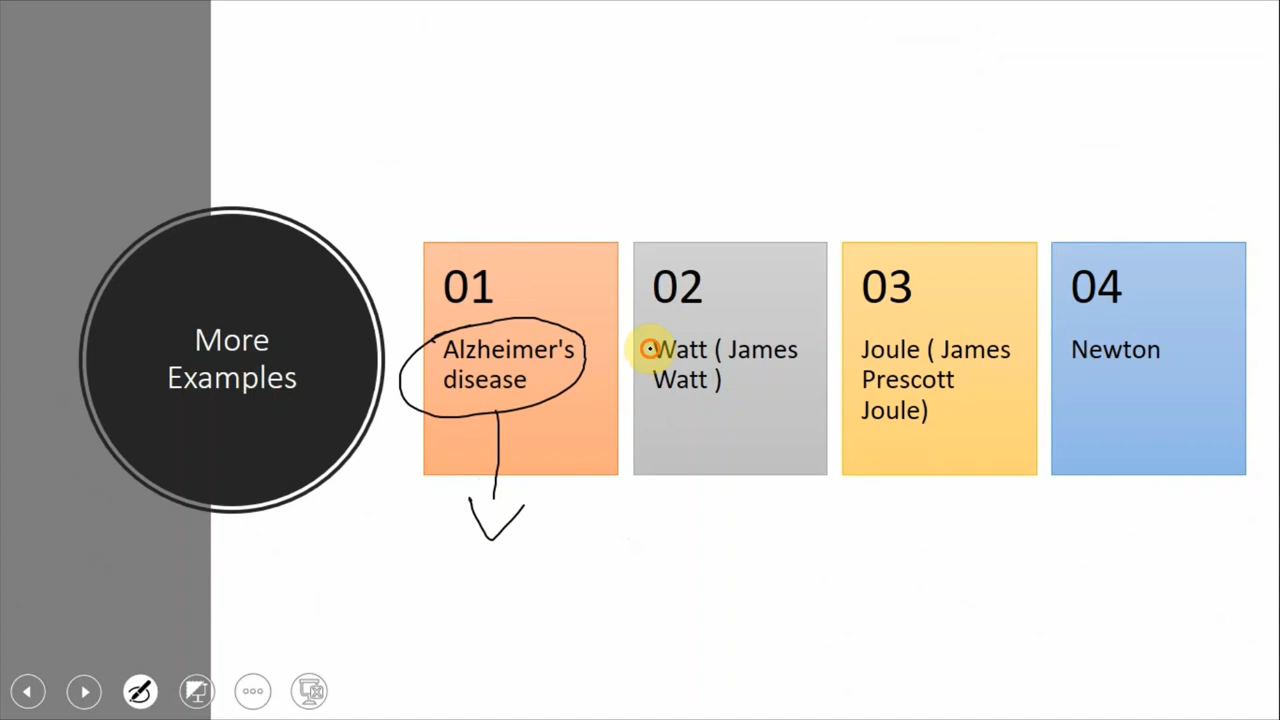 More
Examples
01
Alzheimer's
disease
02
Watt ( James
Watt )
03
Joule ( James
Prescott
Joule)
04
Newton